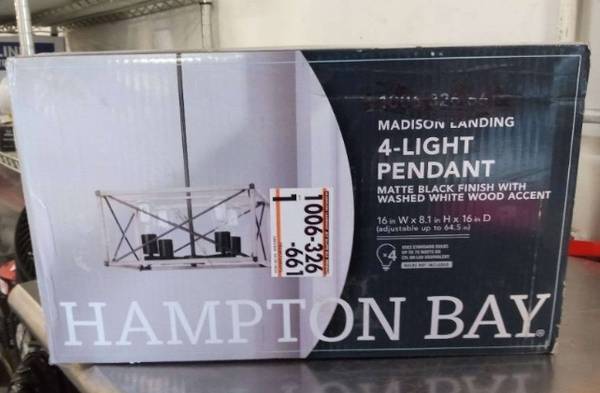 MADISON LANDING
4-LIGHT
PENDANT
MATTE BLACK FINISH WITH
WASHED WHITE WOOD ACCENT
16 in W x 8.1 in H x 16 in D
(adjustable up to 64.5 in)
x4
1006-326
661
1
HAMPTON BAY